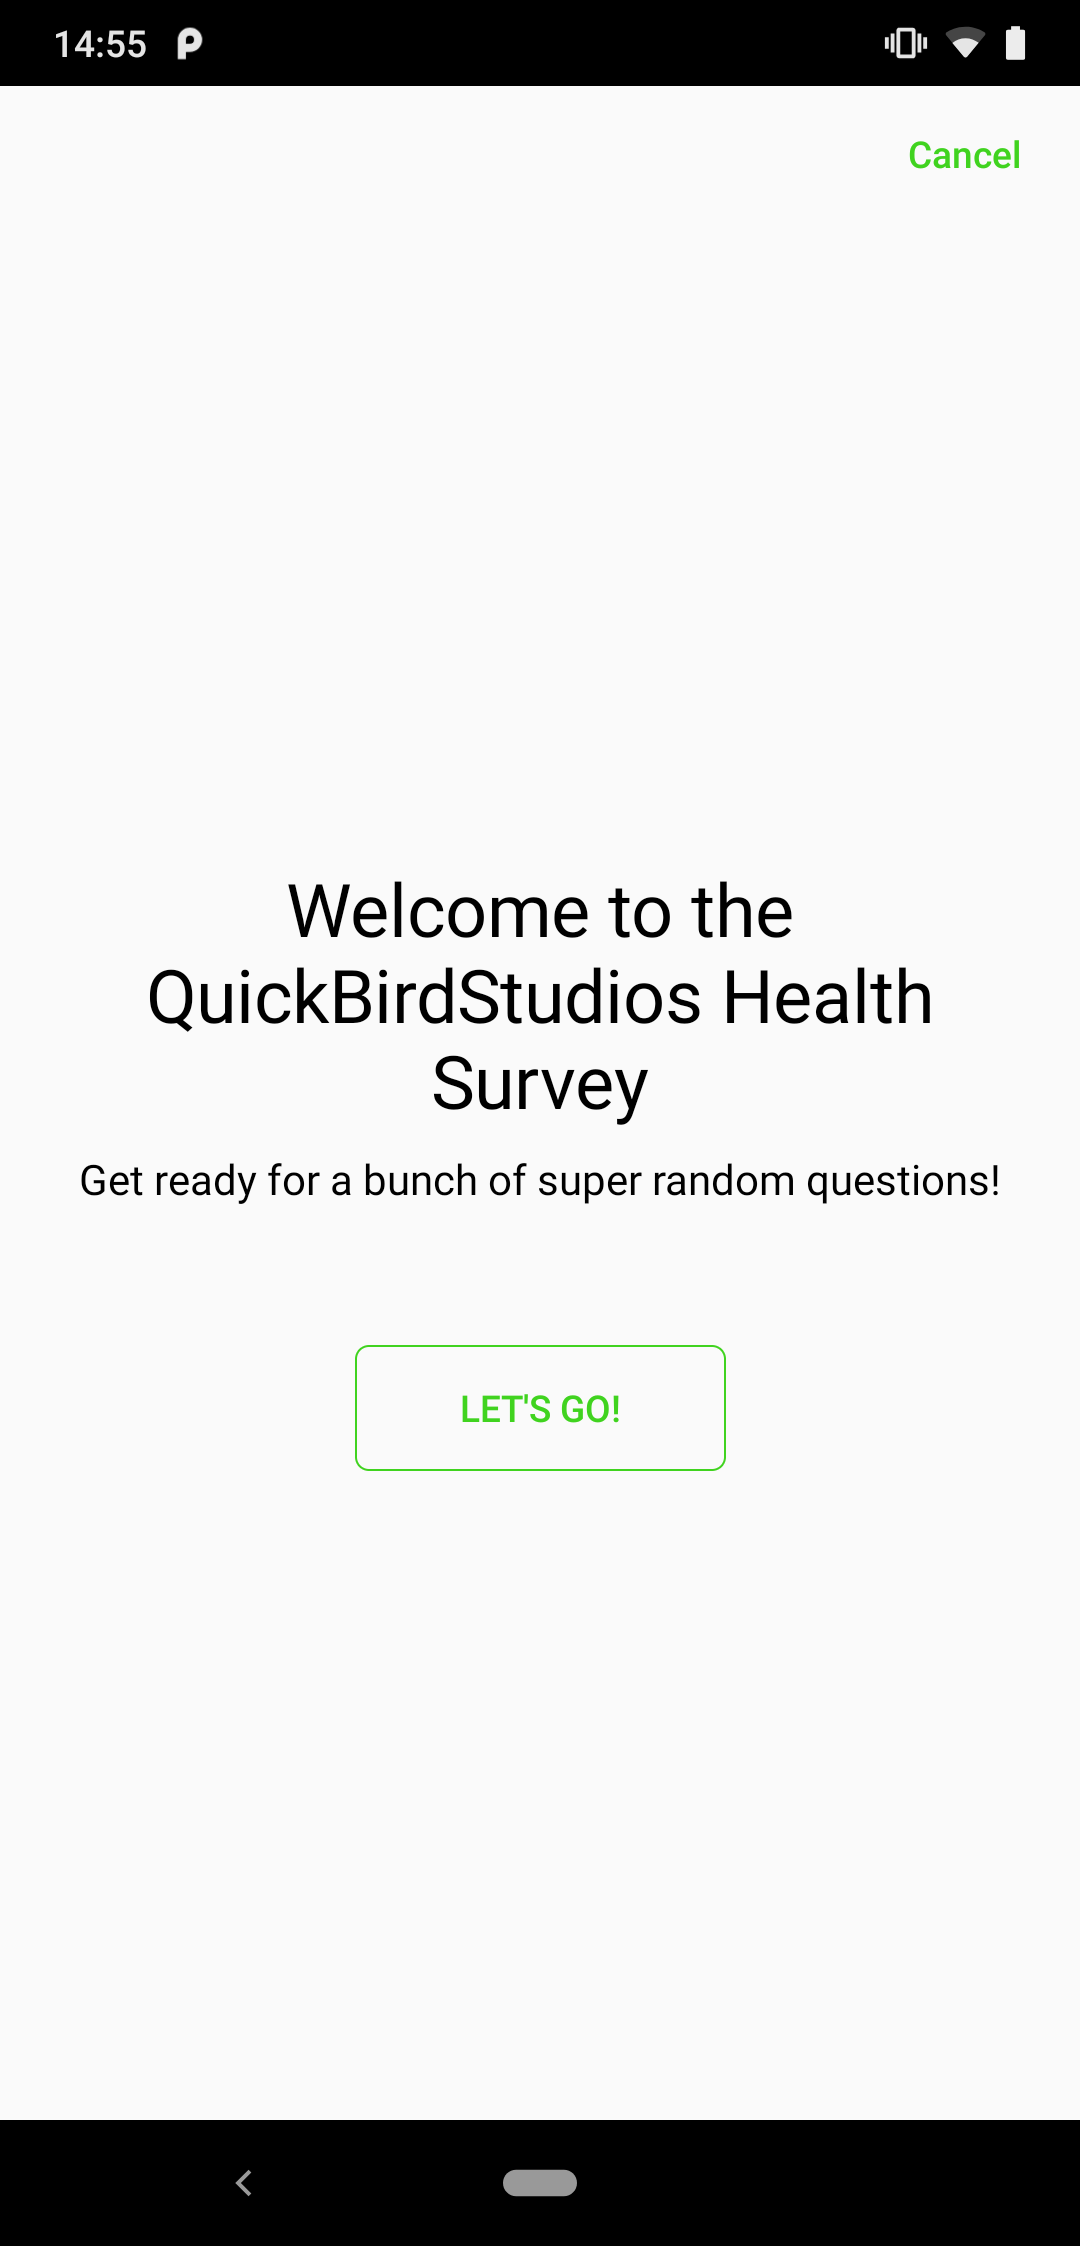 14:55
Cancel
Welcome to the
QuickBirdStudios Health
Survey
Get ready for a bunch of super random questions!
LET'S GO!